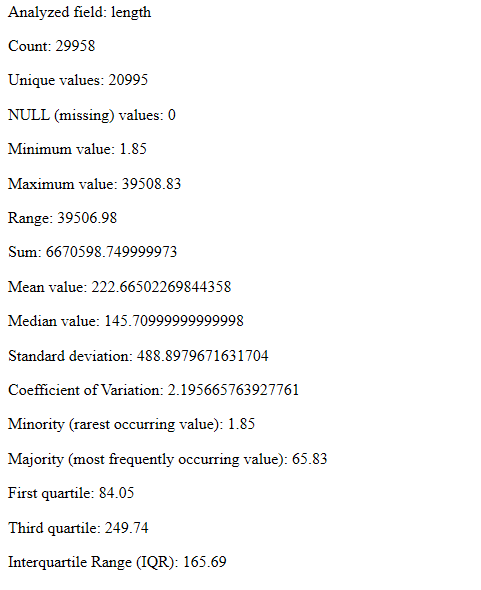 Analyzed field: length
Count: 29958
Unique values: 20995
NULL (missing) values: 0
Minimum value: 1.85
Maximum value: 39508.83
Range: 39506.98
Sum: 6670598.749999973
Mean value: 222.66502269844358
Median value: 145.70999999999998
Standard deviation: 488.8979671631704
Coefficient of Variation: 2.195665763927761
Minority (rarest occurring value): 1.85
Majority (most frequently occurring value): 65.83
First quartile: 84.05
Third quartile: 249.74
Interquartile Range (IQR): 165.69